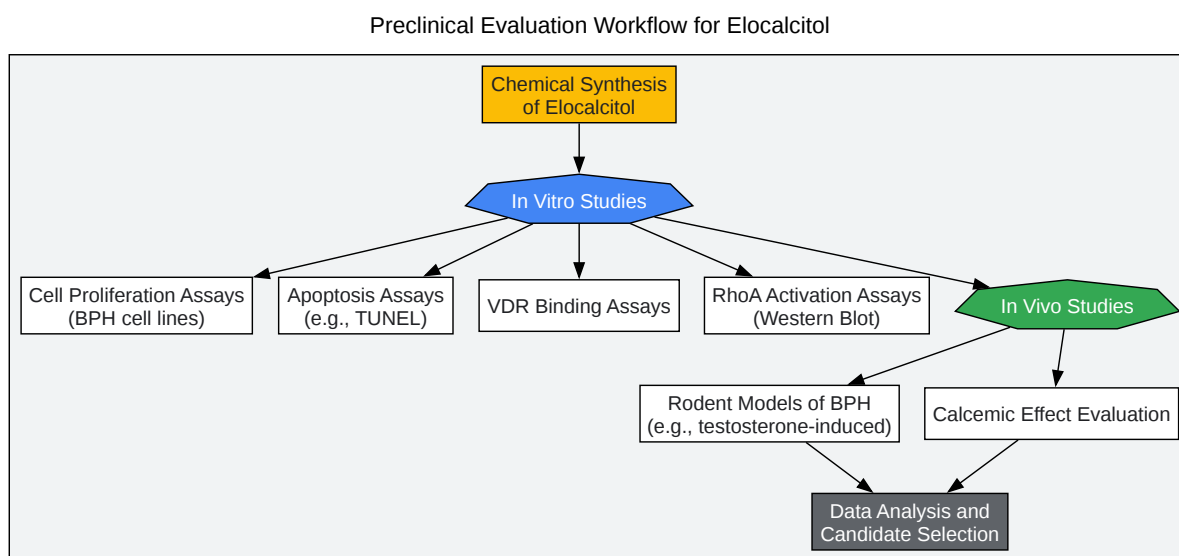 Preclinical Evaluation Workflow for Elocalcitol
Chemical Synthesis
of Elocalcitol
In Vitro Studies
Cell Proliferation Assays
(BPH cell lines)
Apoptosis Assays
(e.g., TUNEL)
VDR Binding Assays
RhoA Activation Assays
(Western Blot)
In Vivo Studies
Rodent Models of BPH
(e.g., testosterone-induced)
Calcemic Effect Evaluation
Data Analysis and
Candidate Selection